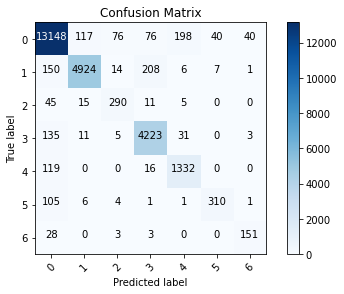 Confusion Matrix
0 13148 117 76 76 198 40 40
1 150 4924 14 208 6 7 1
2 45 15 290 11 5 0 0
3 135 11 5 4223 31 0 3
4 119 0 0 16 1332 0 0
5 105 6 4 1 1 310 1
6 28 0 3 3 0 0 151
0 1 2 3 4 5 6
Predicted label
True label
12000
10000
8000
6000
4000
2000
0